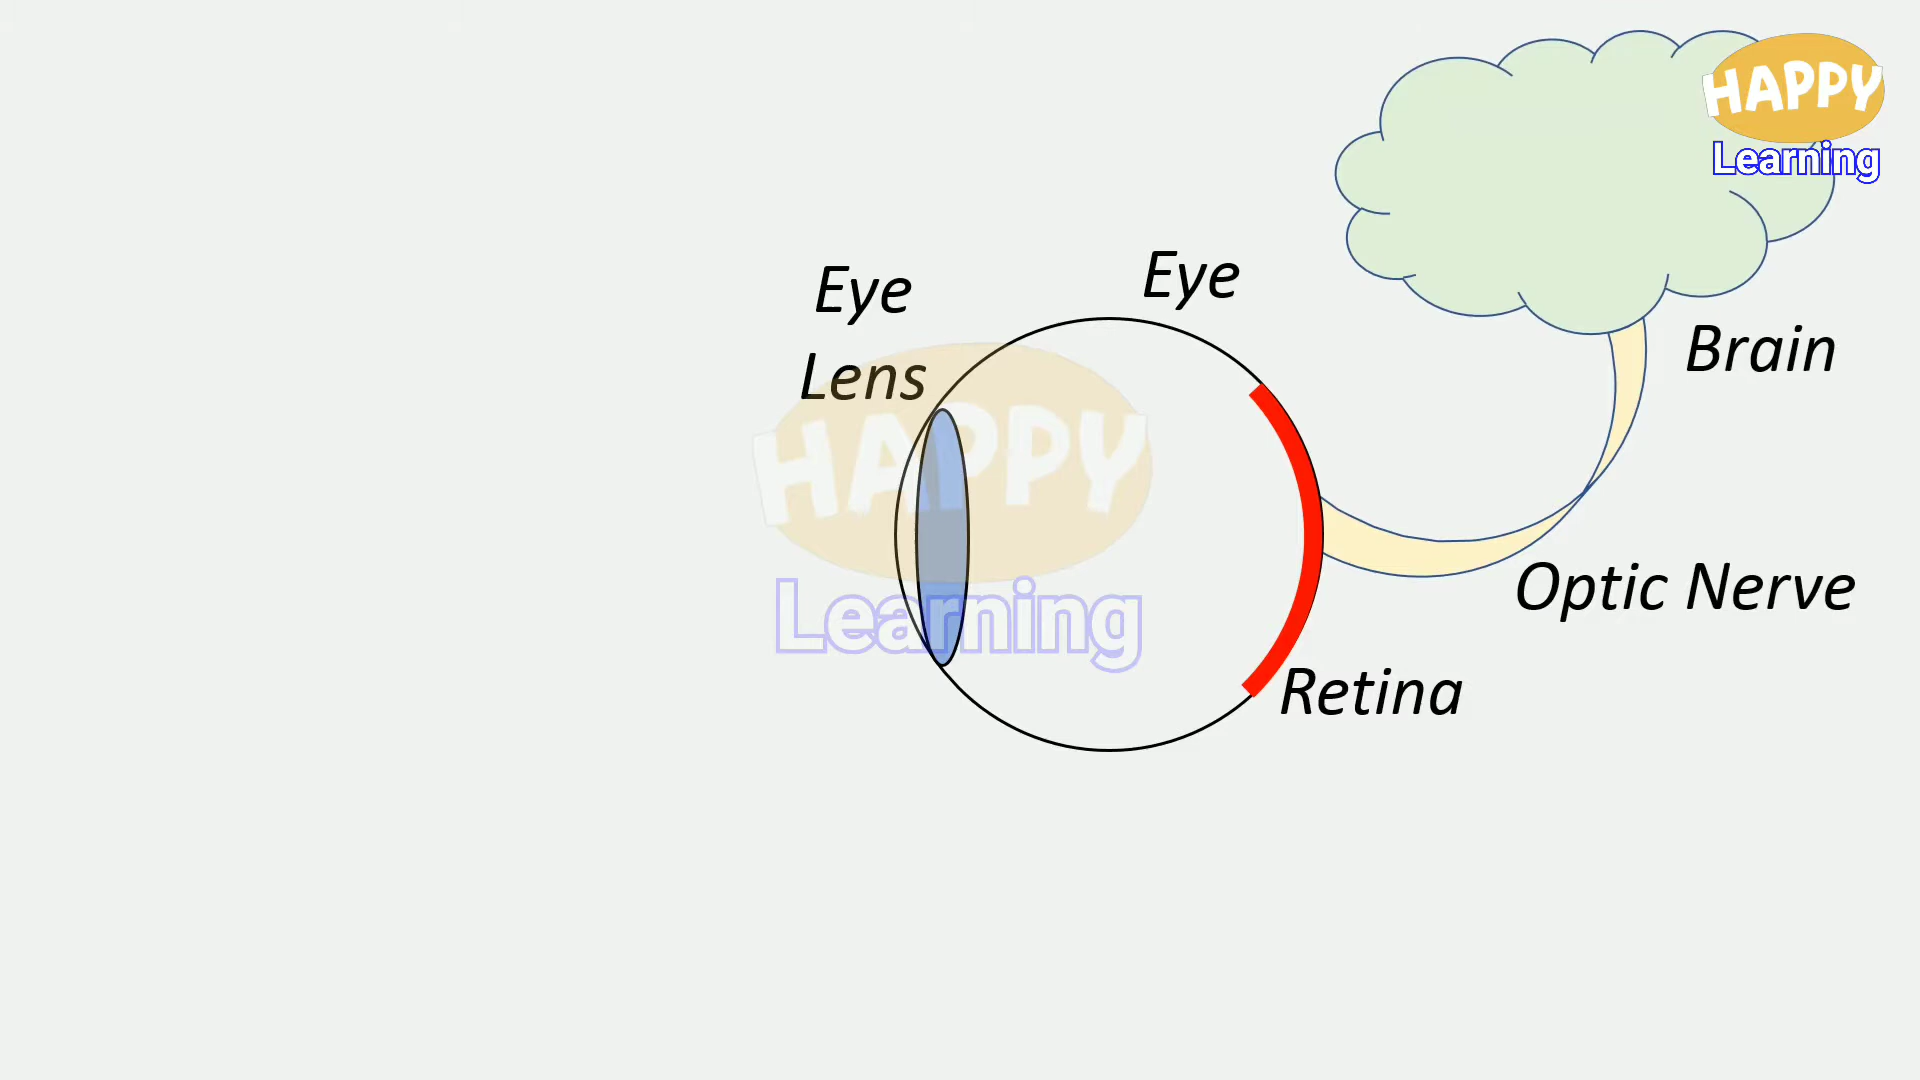 HAPPY
Learning
Eye
Eye
Lens
Brain
HAPPY
Learning
Optic Nerve
Retina